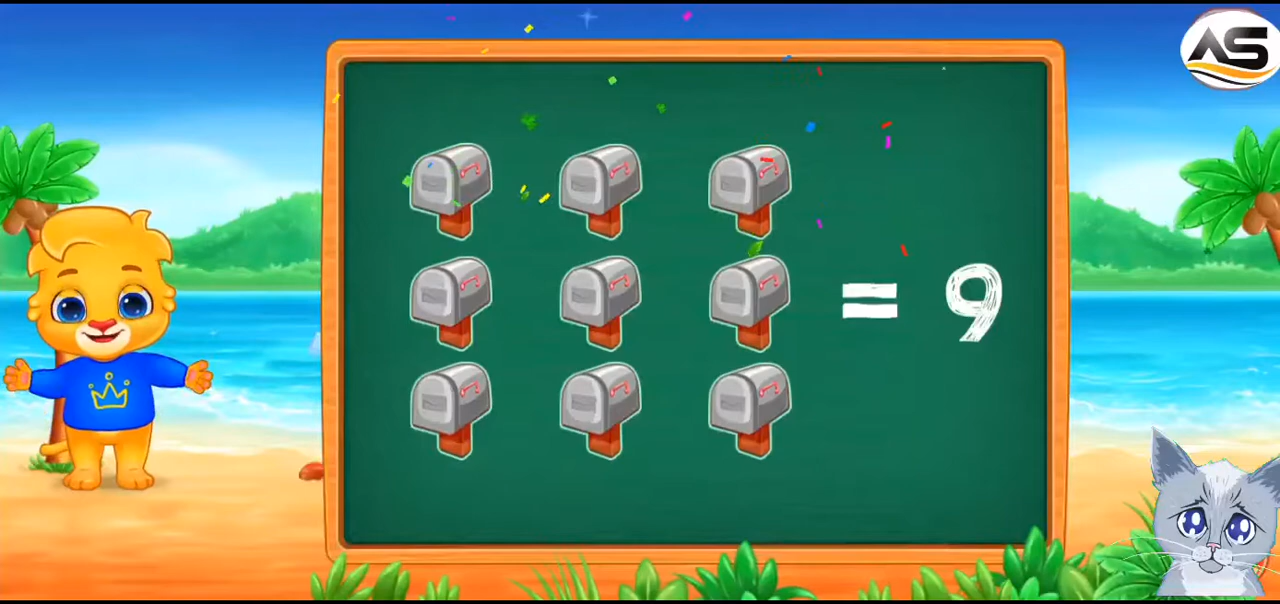 AS
= 9